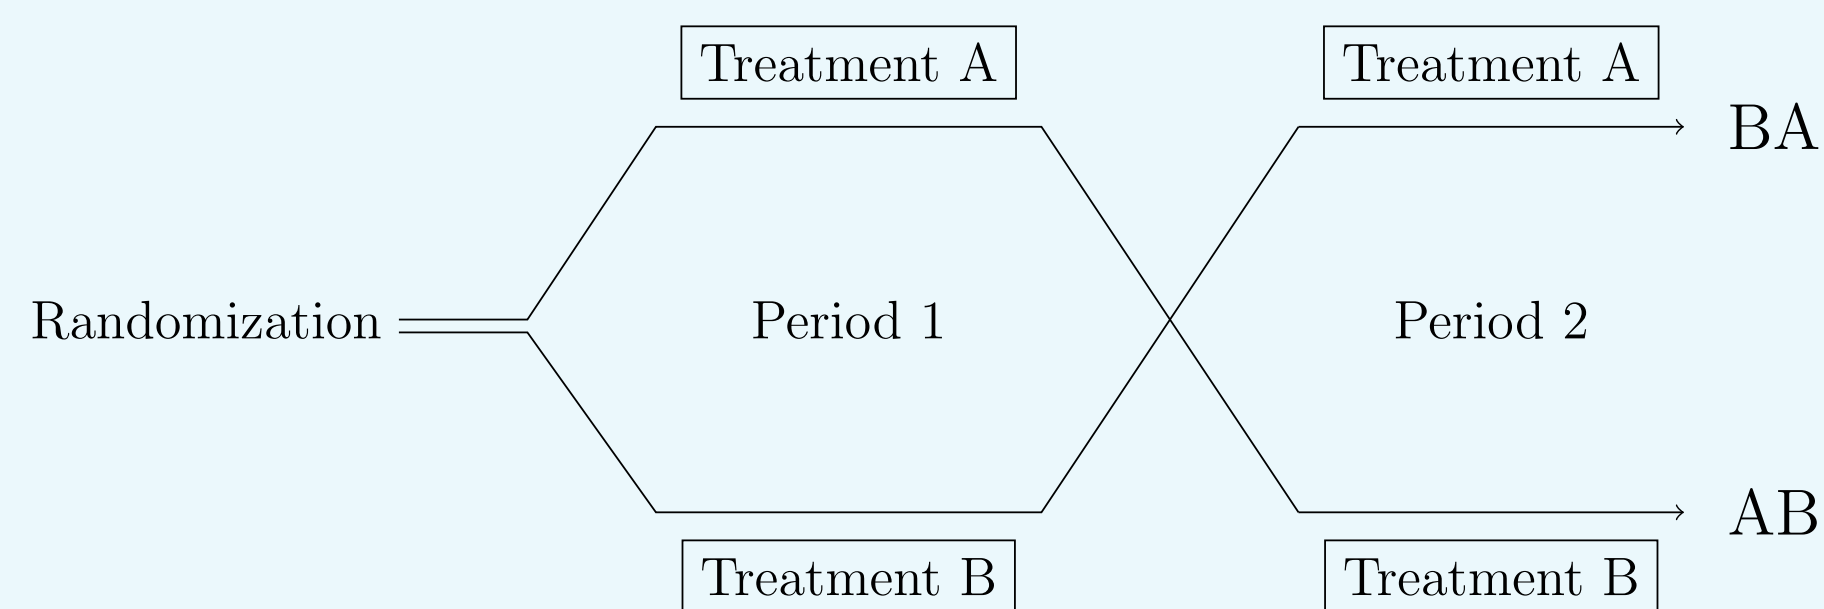 Treatment A
Treatment A
BA
Randomization
Period 1
Period 2
AB
Treatment B
Treatment B